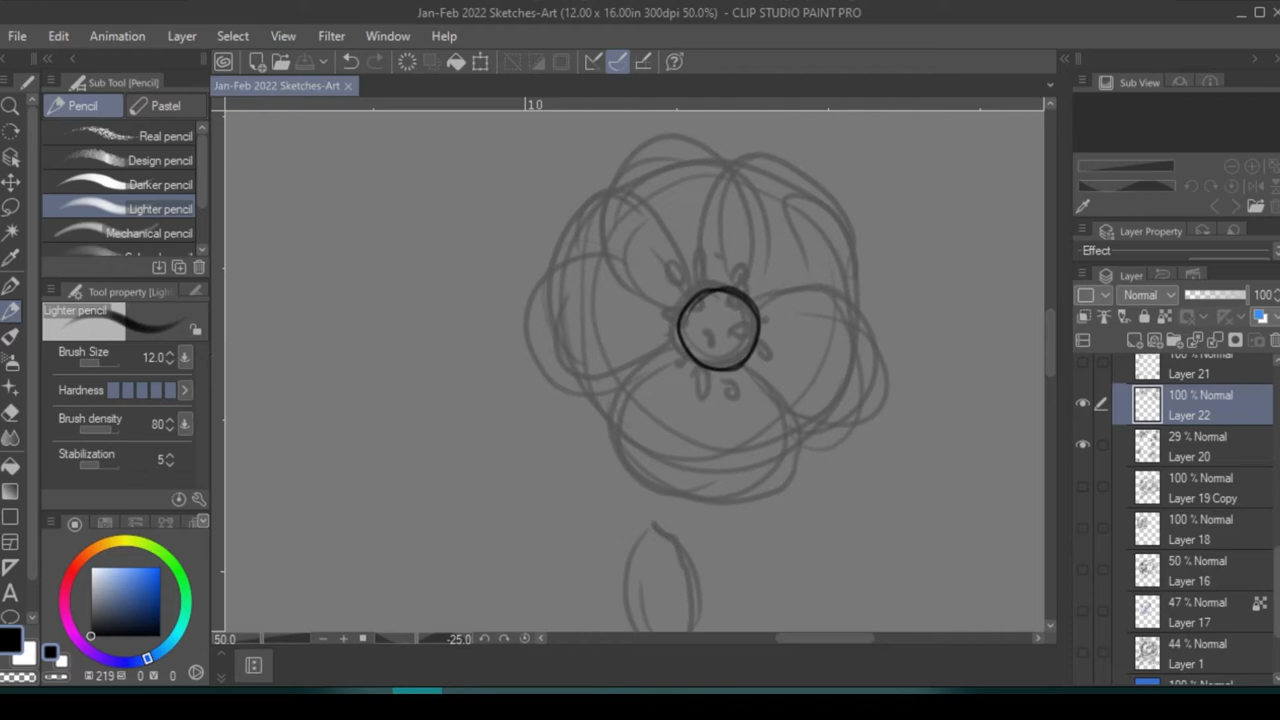 Jan-Feb 2022 Sketches-Art (12.00 x 16.00in 300dpi 50.0%) - CLIP STUDIO PAINT PRO
File Edit Animation Layer Select View Filter Window Help
Sub Tool [Pencil]
Jan-Feb 2022 Sketches-Art
Sub View
Pencil Pastel
10
Real pencil
Design pencil
Darker pencil
Lighter pencil
Mechanical pencil
Layer Property
Effect
Layer
Tool property [Ligh
Lighter pencil
Normal 100
Brush Size 12.0
Hardness
Brush density 80
Stabilization 5
Layer 21
100 % Normal
Layer 22
29 % Normal
Layer 20
100 % Normal
Layer 19 Copy
100 % Normal
Layer 18
50 % Normal
Layer 16
47 % Normal
Layer 17
44 % Normal
Layer 1
50.0 -25.0
H 219 S 0 V 0
A